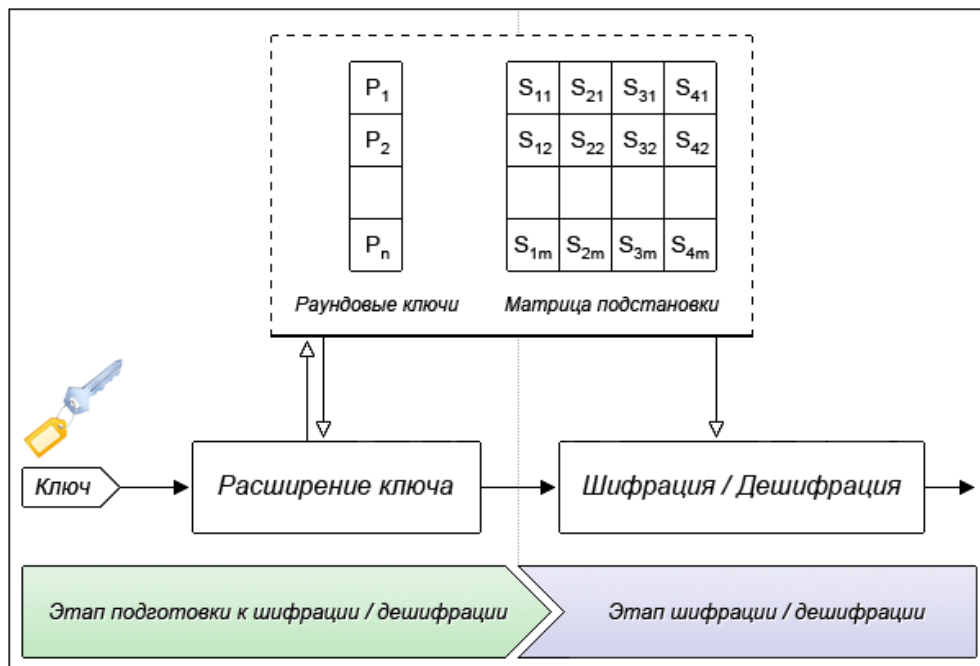 P1 S11 S21 S31 S41
P2 S12 S22 S32 S42
Pn S1m S2m S3m S4m
Раундовые ключи Матрица подстановки
Ключ Расширение ключа Шифрация / Дешифрация
Этап подготовки к шифрации / дешифрации Этап шифрации / дешифрации